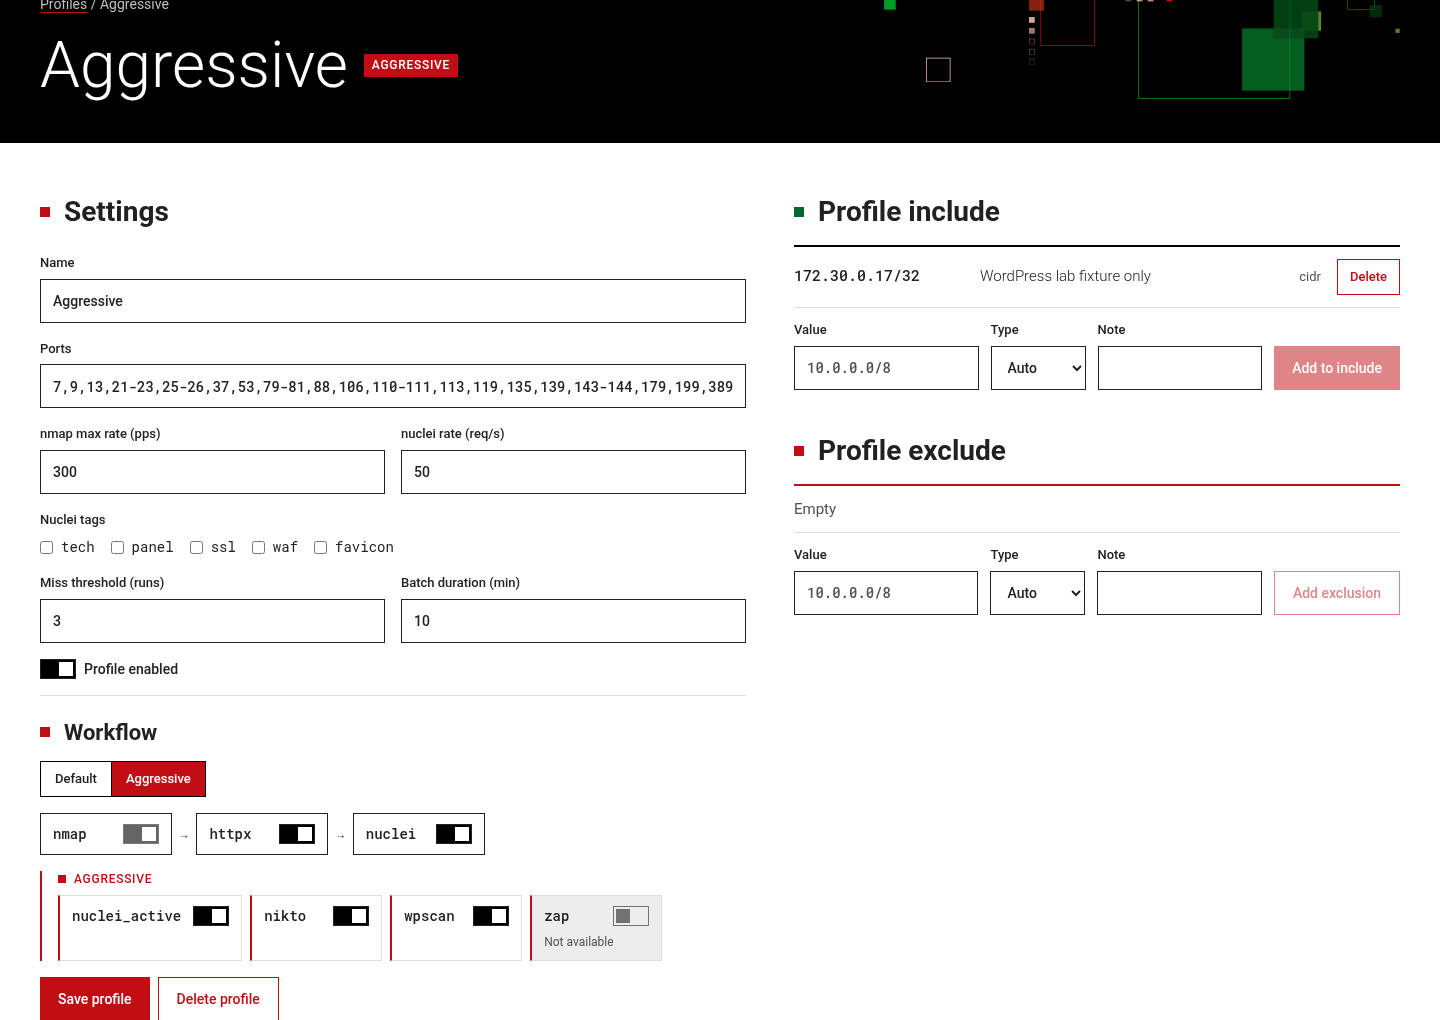 Profiles / Aggressive
Aggressive AGGRESSIVE
Settings
Name
Aggressive
Ports
7,9,13,21-23,25-26,37,53,79-81,88,106,110-111,113,119,135,139,143-144,179,199,389
nmap max rate (pps) nuclei rate (req/s)
300 50
Nuclei tags
tech panel ssl waf favicon
Miss threshold (runs) Batch duration (min)
3 10
Profile enabled
Workflow
Default Aggressive
nmap → httpx → nuclei
AGGRESSIVE
nuclei_active nikto wpscan zap
Not available
Save profile Delete profile
Profile include
172.30.0.17/32 WordPress lab fixture only cidr Delete
Value Type Note
10.0.0.0/8 Auto Add to include
Profile exclude
Empty
Value Type Note
10.0.0.0/8 Auto Add exclusion